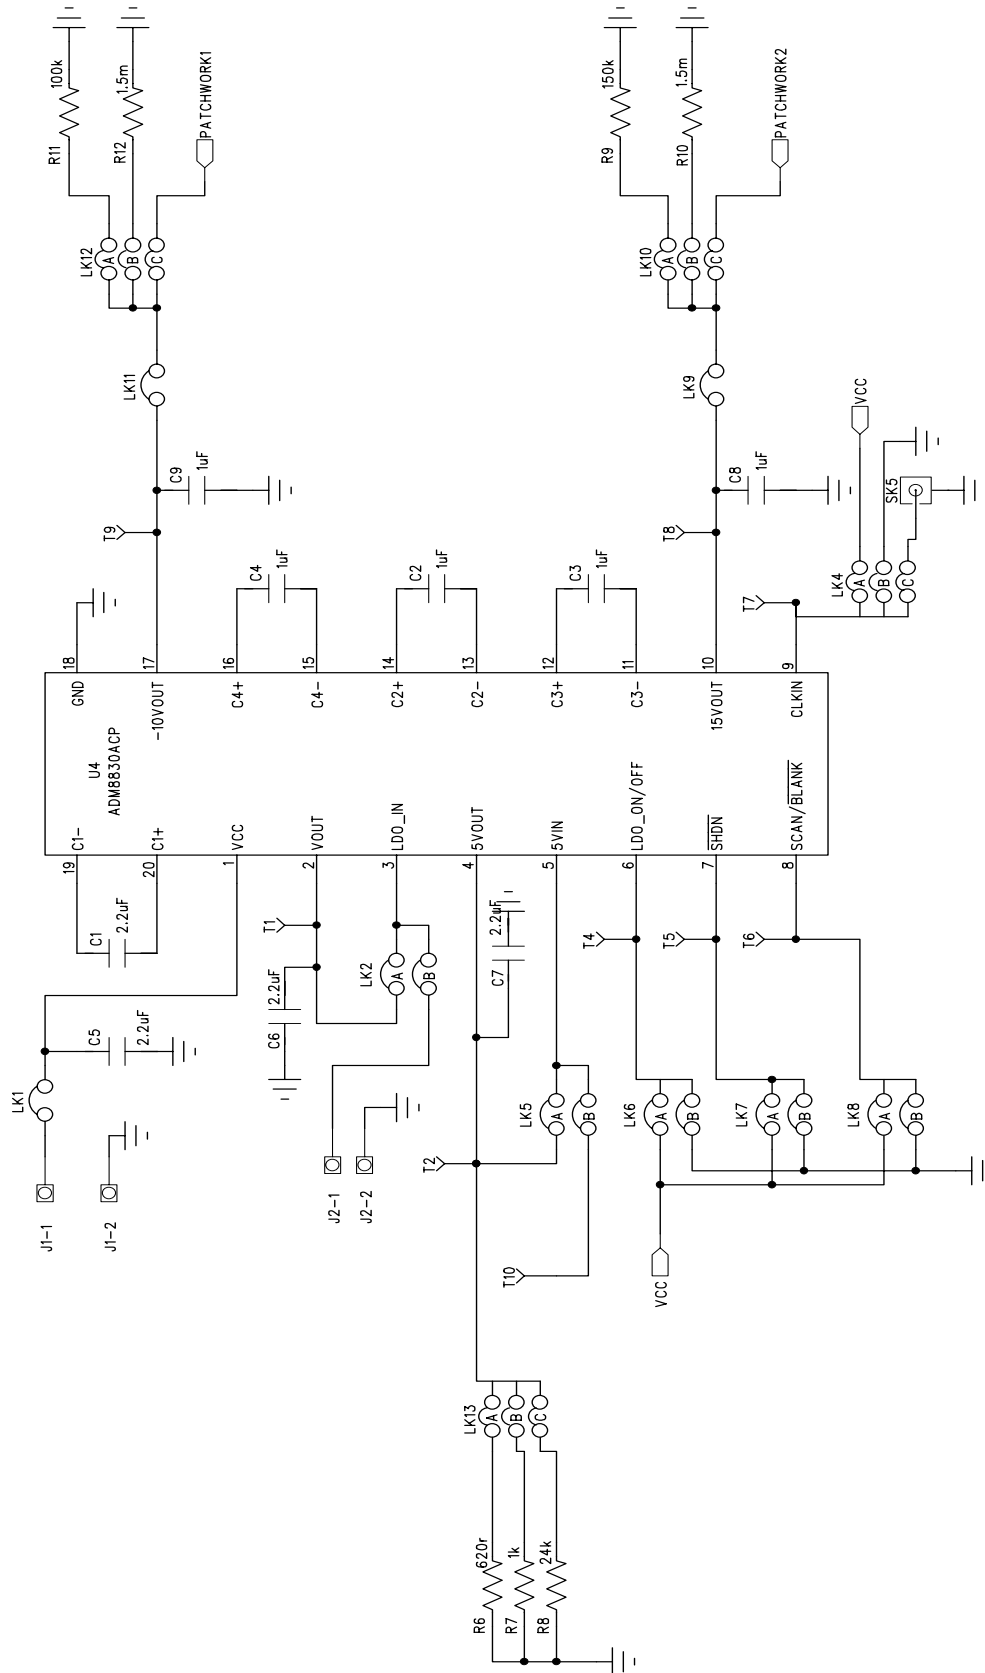 100k
R11
1.5m
R12
PATCHWORK1
LK12
A
B
C
LK11
C9
1uF
T9
150k
R9
1.5m
R10
PATCHWORK2
LK10
A
B
C
LK9
C8
1uF
T8
VCC
SK5
LK4
A
B
C
T7
C4
1uF
C2
1uF
C3
1uF
18
17
16
15
14
13
12
11
10
9
GND
-10VOUT
C4+
C4-
C2+
C2-
C3+
C3-
15VOUT
CLKIN
U4
ADM8830ACP
C1-
C1+
VCC
VOUT
LDO_IN
5VOUT
5VIN
LDO_ON/OFF
SHDN
SCAN/BLANK
19
20
1
2
3
4
5
6
7
8
C1
2.2uF
T1
C6
2.2uF
LK2
A
B
C7
2.2uF
T4
T5
T6
C5
2.2uF
LK1
J1-1
J1-2
J2-1
J2-2
T2
LK5
A
B
LK6
A
B
LK7
A
B
LK8
A
B
T10
VCC
LK13
A
B
C
620r
R6
1k
R7
24k
R8